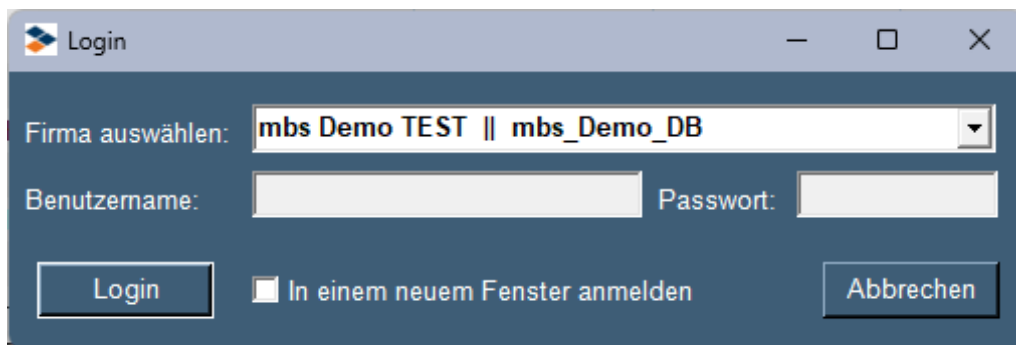 Login
Firma auswählen: mbs Demo TEST || mbs_Demo_DB
Benutzername: Passwort:
Login In einem neuem Fenster anmelden Abbrechen